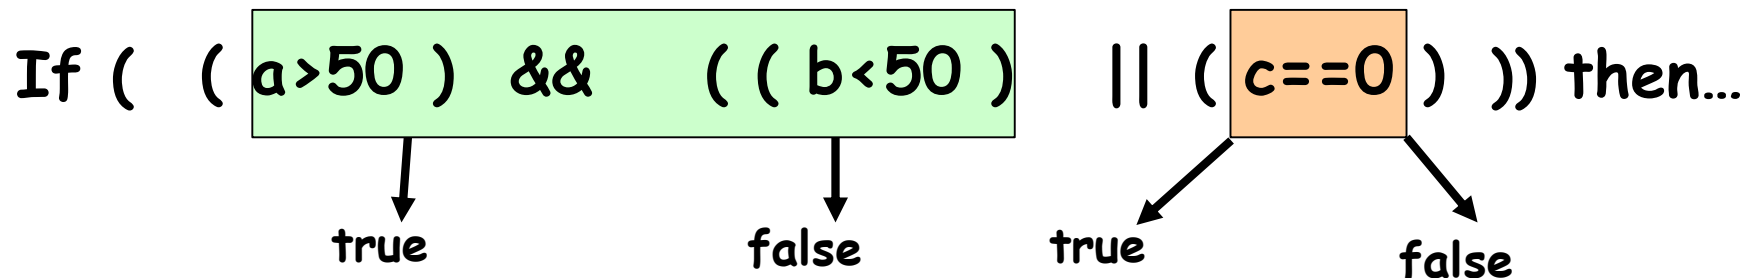 If ( ( a>50 ) && ( ( b<50 ) || ( c==0 ) )) then...
true false true false